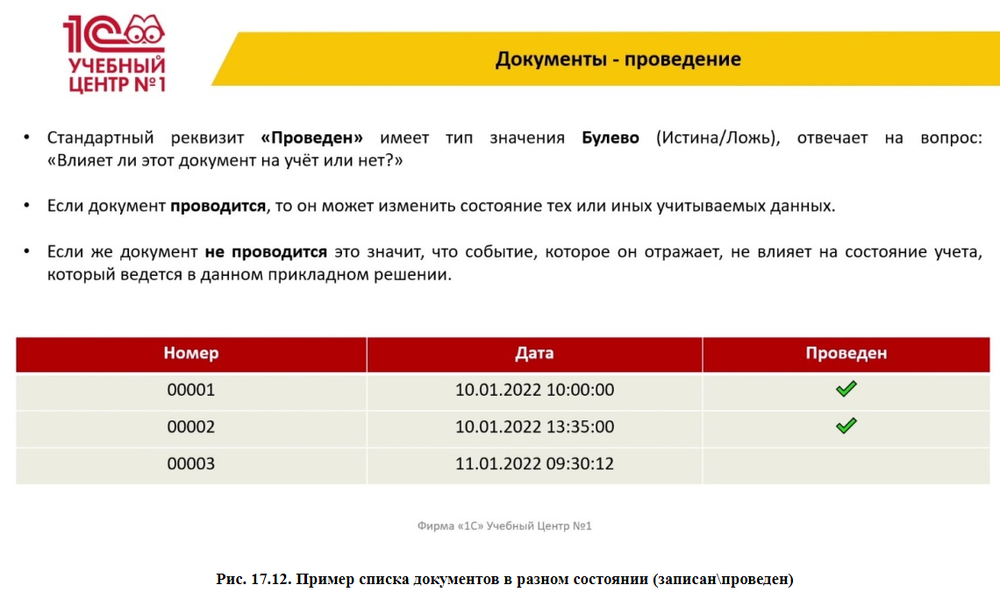 1С
УЧЕБНЫЙ
ЦЕНТР №1
Документы - проведение
• Стандартный реквизит «Проведен» имеет тип значения Булево (Истина/Ложь), отвечает на вопрос:
«Влияет ли этот документ на учёт или нет?»
• Если документ проводится, то он может изменить состояние тех или иных учитываемых данных.
• Если же документ не проводится это значит, что событие, которое он отражает, не влияет на состояние учета,
который ведется в данном прикладном решении.
Номер Дата Проведен
00001 10.01.2022 10:00:00
00002 10.01.2022 13:35:00
00003 11.01.2022 09:30:12
Фирма «1С» Учебный Центр №1
Рис. 17.12. Пример списка документов в разном состоянии (записан\проведен)